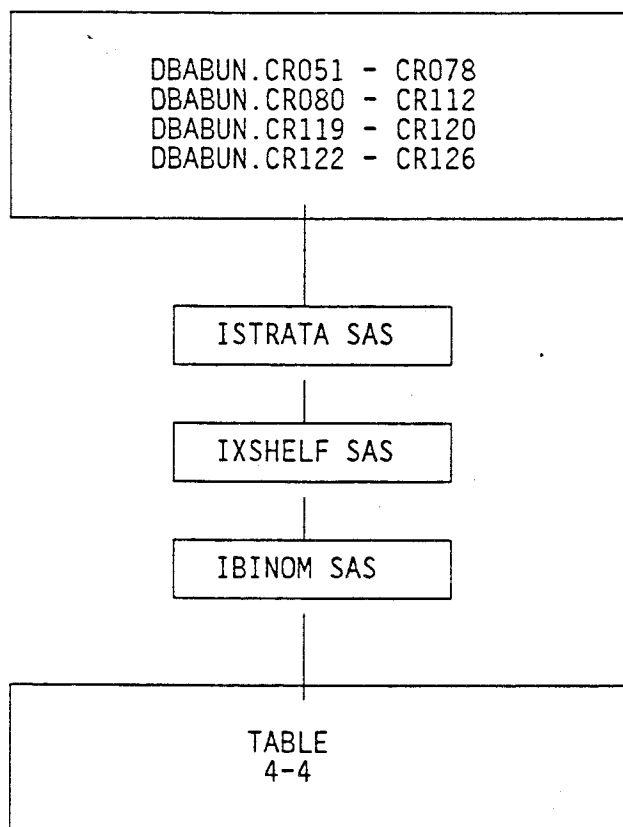 DBABUN.CR051 - CR078
DBABUN.CR080 - CR112
DBABUN.CR119 - CR120
DBABUN.CR122 - CR126
ISTRATA SAS
IXSHELF SAS
IBINOM SAS
TABLE
4-4